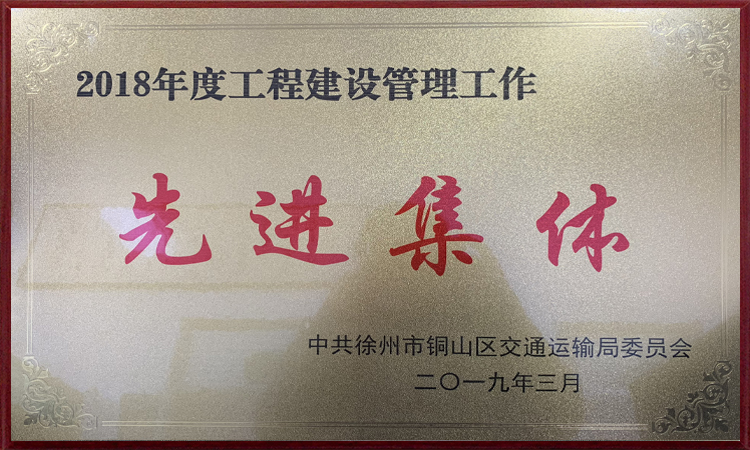 2018年度工程建设管理工作
先进集体
中共徐州市铜山区交通运输局委员会
二〇一九年三月